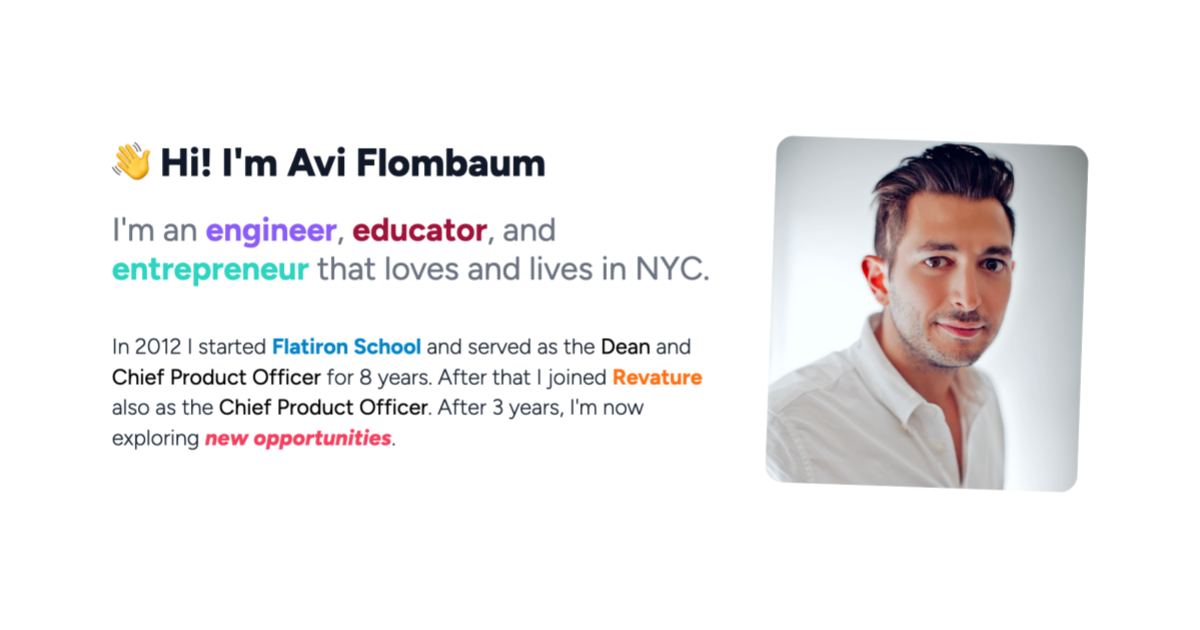 👋 Hi! I'm Avi Flombaum
I'm an engineer, educator, and
entrepreneur that loves and lives in NYC.
In 2012 I started Flatiron School and served as the Dean and
Chief Product Officer for 8 years. After that I joined Revature
also as the Chief Product Officer. After 3 years, I'm now
exploring new opportunities.